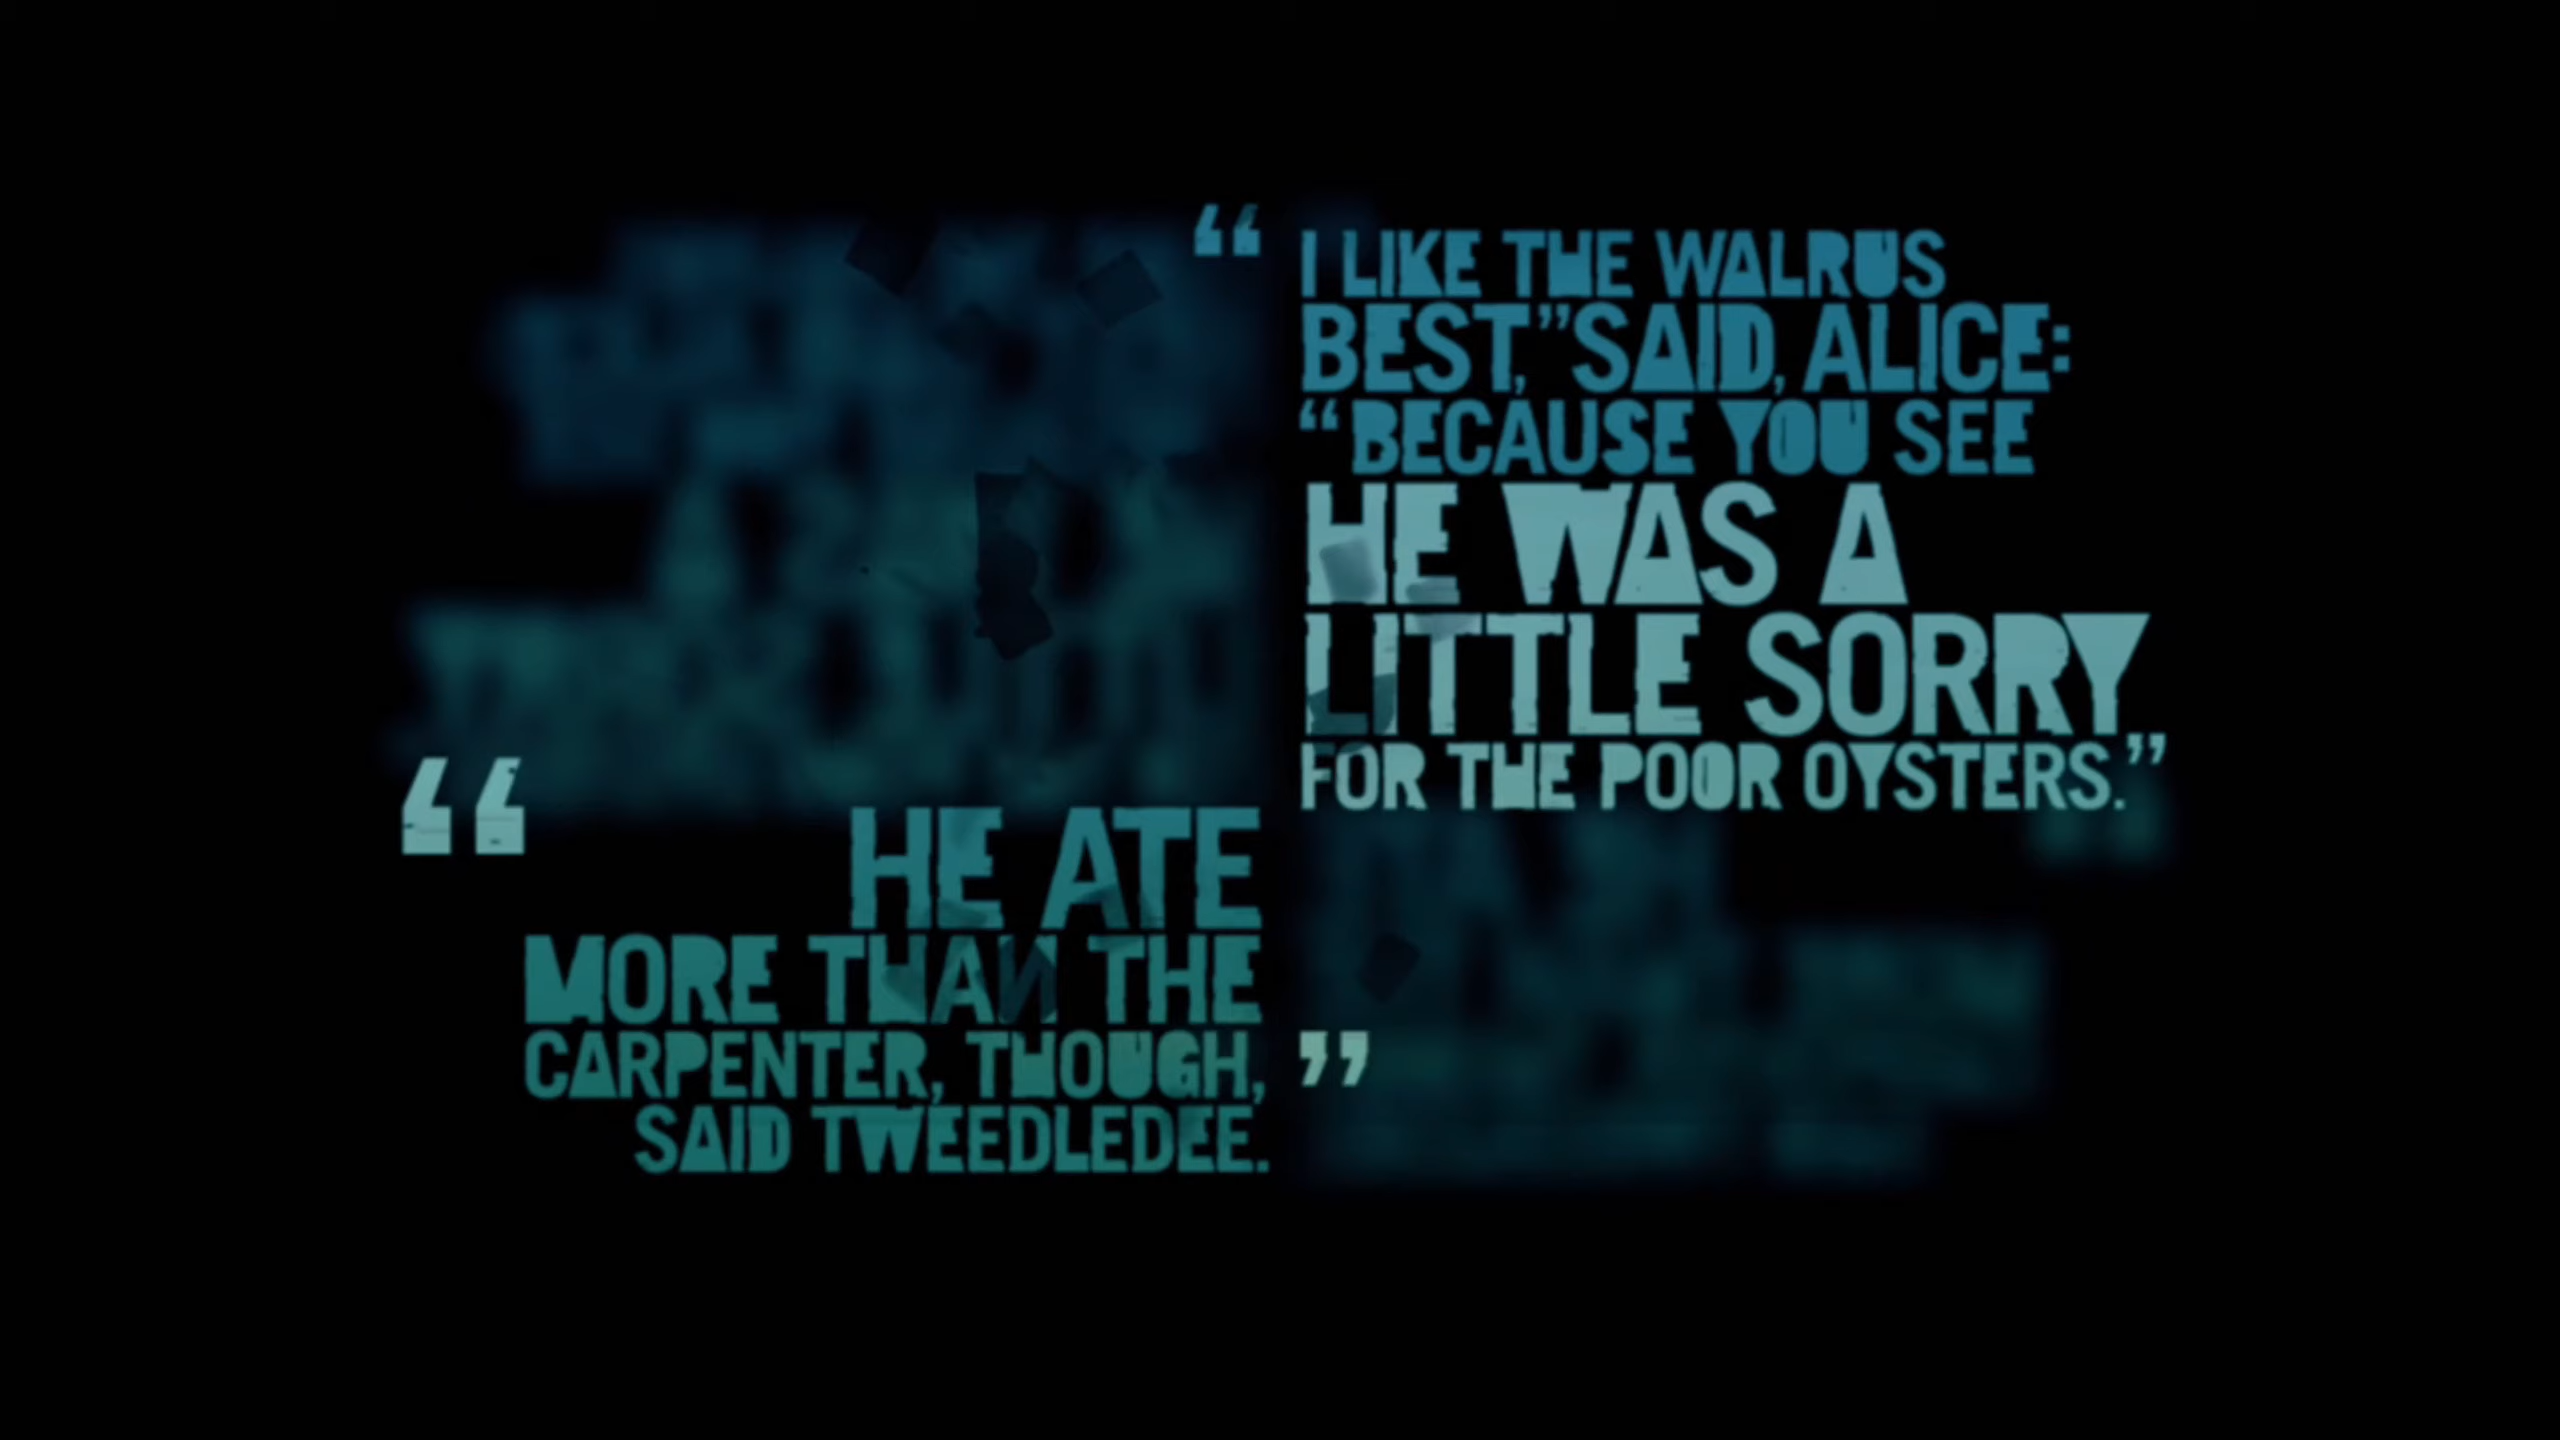 “ I LIKE THE WALRUS
BEST,” SAID, ALICE:
“BECAUSE YOU SEE
HE WAS A
LITTLE SORRY
FOR THE POOR OYSTERS.”
“ HE ATE
MORE THAN THE
CARPENTER, THOUGH, ”
SAID TWEEDLEDEE.